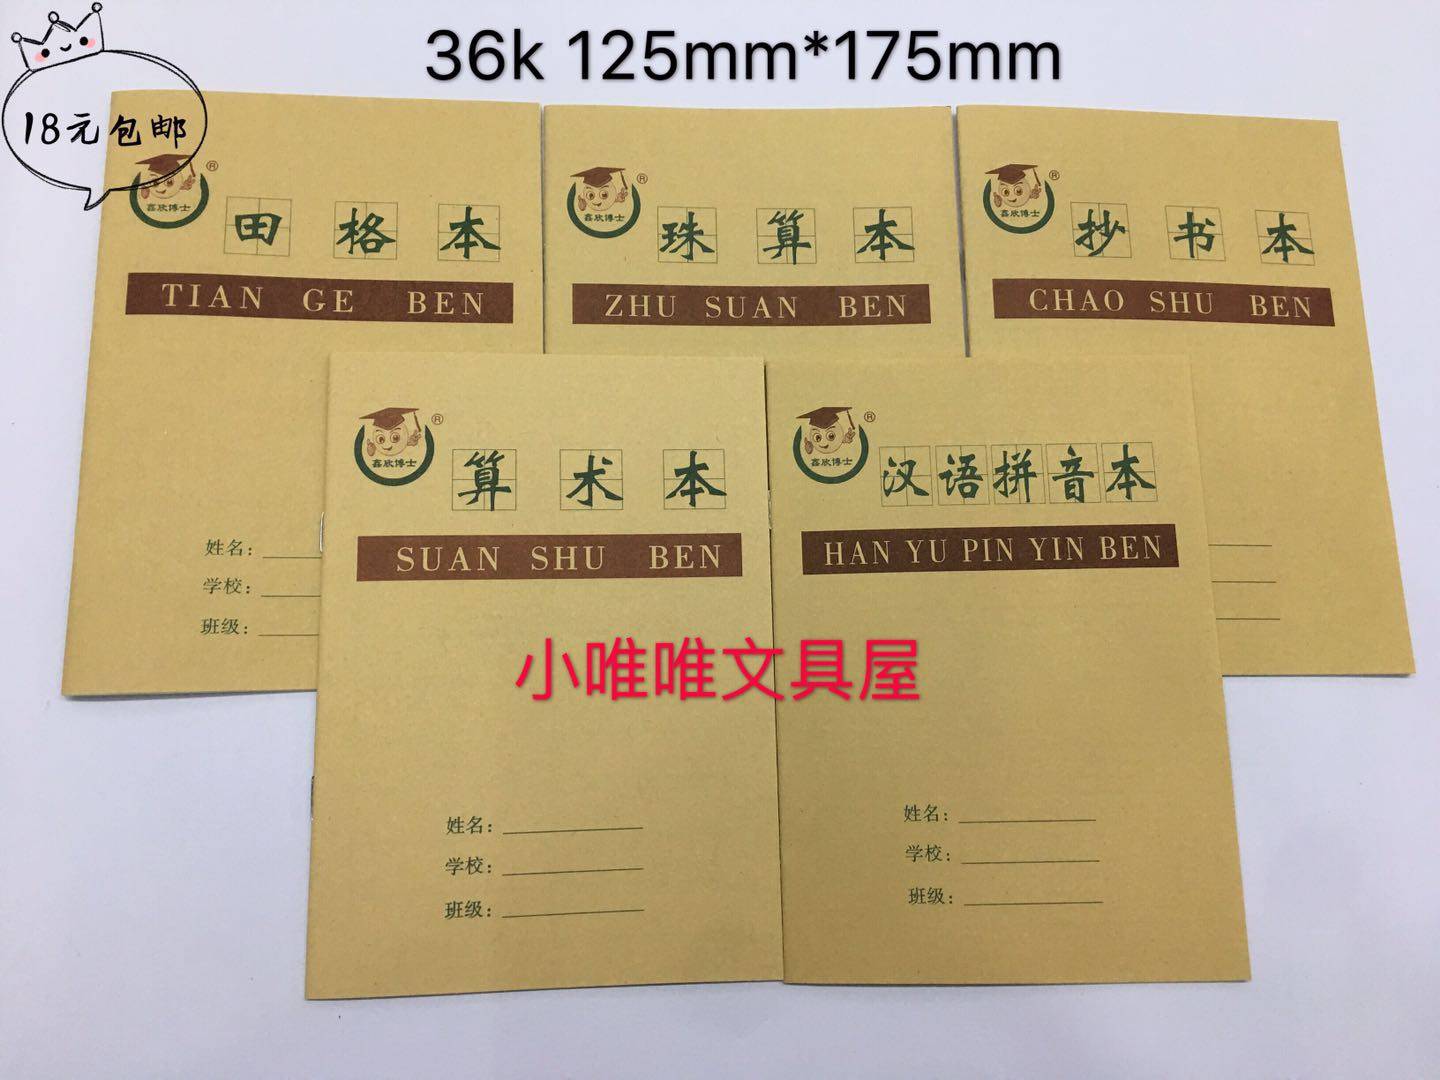 36k 125mm*175mm
18元包邮
鑫欣博士 ®
田格本
TIAN GE BEN
姓名：
学校：
班级：
鑫欣博士 ®
珠算本
ZHU SUAN BEN
鑫欣博士 ®
抄书本
CHAO SHU BEN
鑫欣博士 ®
算术本
SUAN SHU BEN
姓名：
学校：
班级：
鑫欣博士 ®
汉语拼音本
HAN YU PIN YIN BEN
姓名：
学校：
班级：
小唯唯文具屋